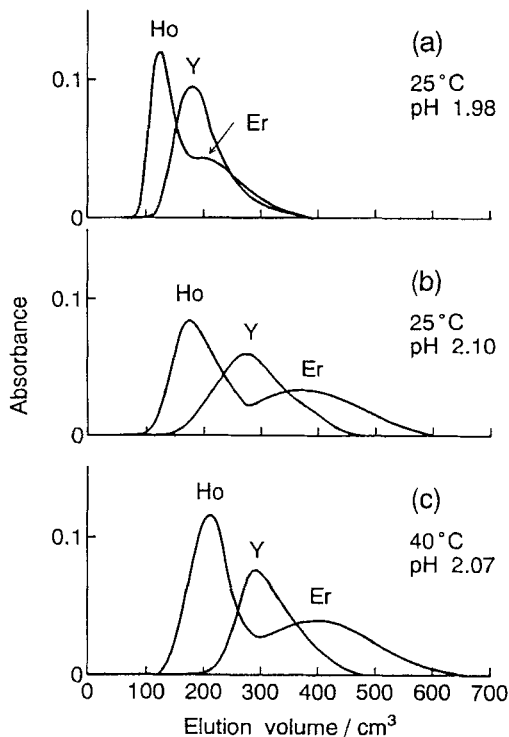 Ho
Y
Er
(a)
25°C
pH 1.98
0.1
0
Ho
Y
Er
(b)
25°C
pH 2.10
0.1
0
Absorbance
Ho
Y
Er
(c)
40°C
pH 2.07
0.1
0
0 100 200 300 400 500 600 700
Elution volume / cm³